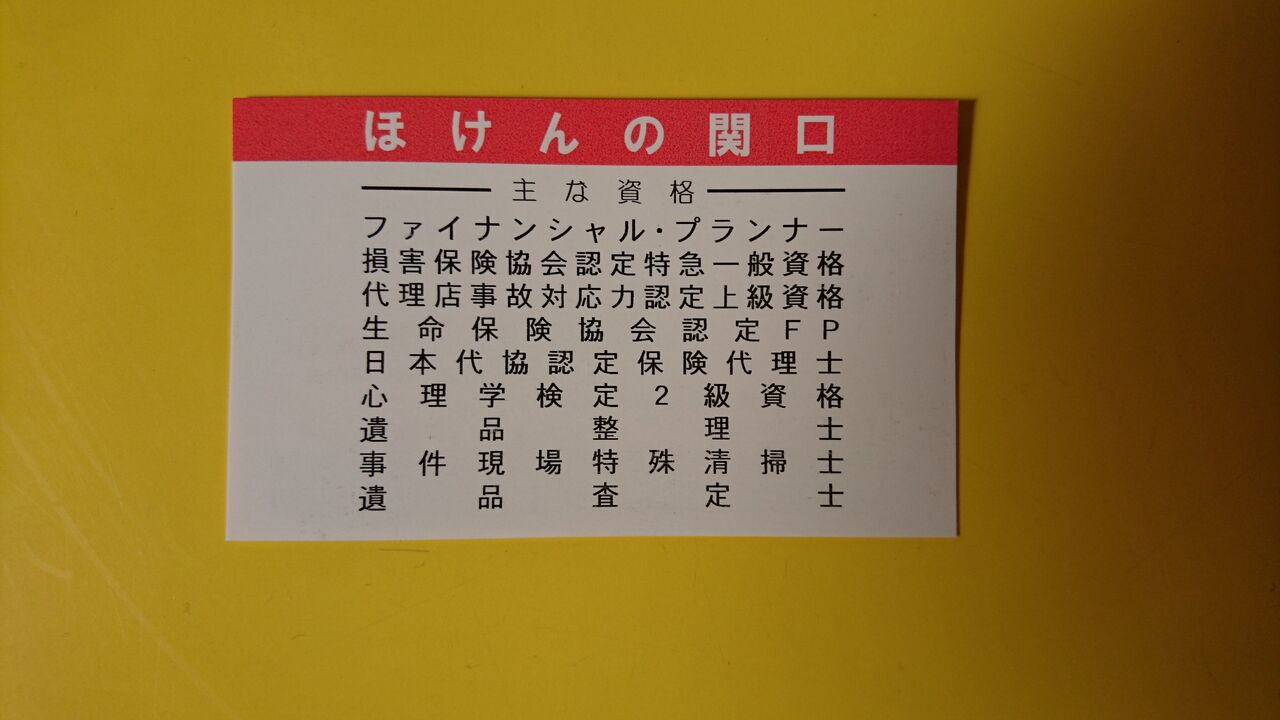 ほけんの関口
主な資格
ファイナンシャル・プランナー
損害保険協会認定特急一般資格
代理店事故対応力認定上級資格
生命保険協会認定FP
日本代協認定保険代理士
心理学検定2級資格
遺品整理士
事件現場特殊清掃士
遺品査定士